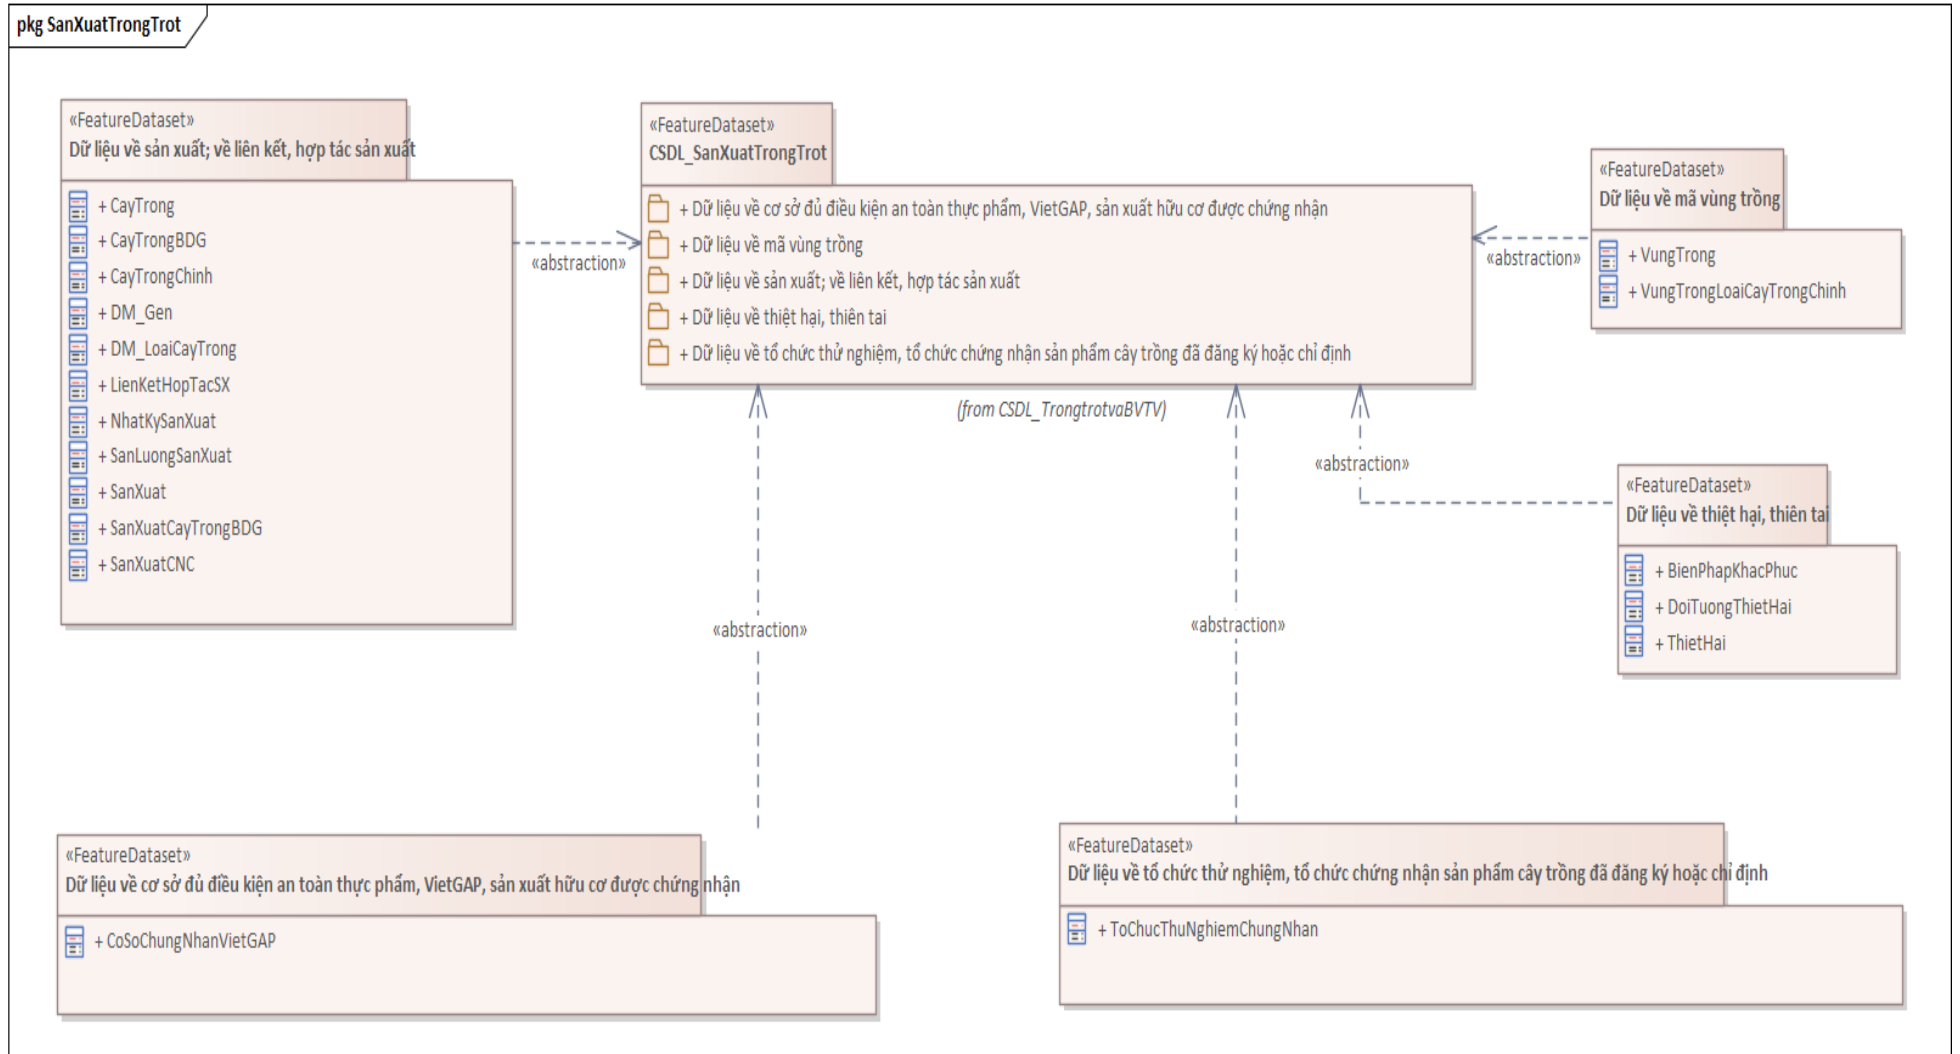 pkg SanXuatTrongTrot
«FeatureDataset»
Dữ liệu về sản xuất; về liên kết, hợp tác sản xuất
+ CayTrong
+ CayTrongBDG
+ CayTrongChinh
+ DM_Gen
+ DM_LoaiCayTrong
+ LienKetHopTacSX
+ NhatKySanXuat
+ SanLuongSanXuat
+ SanXuat
+ SanXuatCayTrongBDG
+ SanXuatCNC
«abstraction»
«FeatureDataset»
CSDL_SanXuatTrongTrot
+ Dữ liệu về cơ sở đủ điều kiện an toàn thực phẩm, VietGAP, sản xuất hữu cơ được chứng nhận
+ Dữ liệu về mã vùng trồng
+ Dữ liệu về sản xuất; về liên kết, hợp tác sản xuất
+ Dữ liệu về thiệt hại, thiên tai
+ Dữ liệu về tổ chức thử nghiệm, tổ chức chứng nhận sản phẩm cây trồng đã đăng ký hoặc chỉ định
(from CSDL_TrongtrotvaBVTV)
«abstraction»
«FeatureDataset»
Dữ liệu về mã vùng trồng
+ VungTrong
+ VungTrongLoaiCayTrongChinh
«abstraction»
«FeatureDataset»
Dữ liệu về thiệt hại, thiên tai
+ BienPhapKhacPhuc
+ DoiTuongThietHai
+ ThietHai
«abstraction»
«abstraction»
«FeatureDataset»
Dữ liệu về cơ sở đủ điều kiện an toàn thực phẩm, VietGAP, sản xuất hữu cơ được chứng nhận
+ CoSoChungNhanVietGAP
«FeatureDataset»
Dữ liệu về tổ chức thử nghiệm, tổ chức chứng nhận sản phẩm cây trồng đã đăng ký hoặc chỉ định
+ ToChucThuNghiemChungNhan